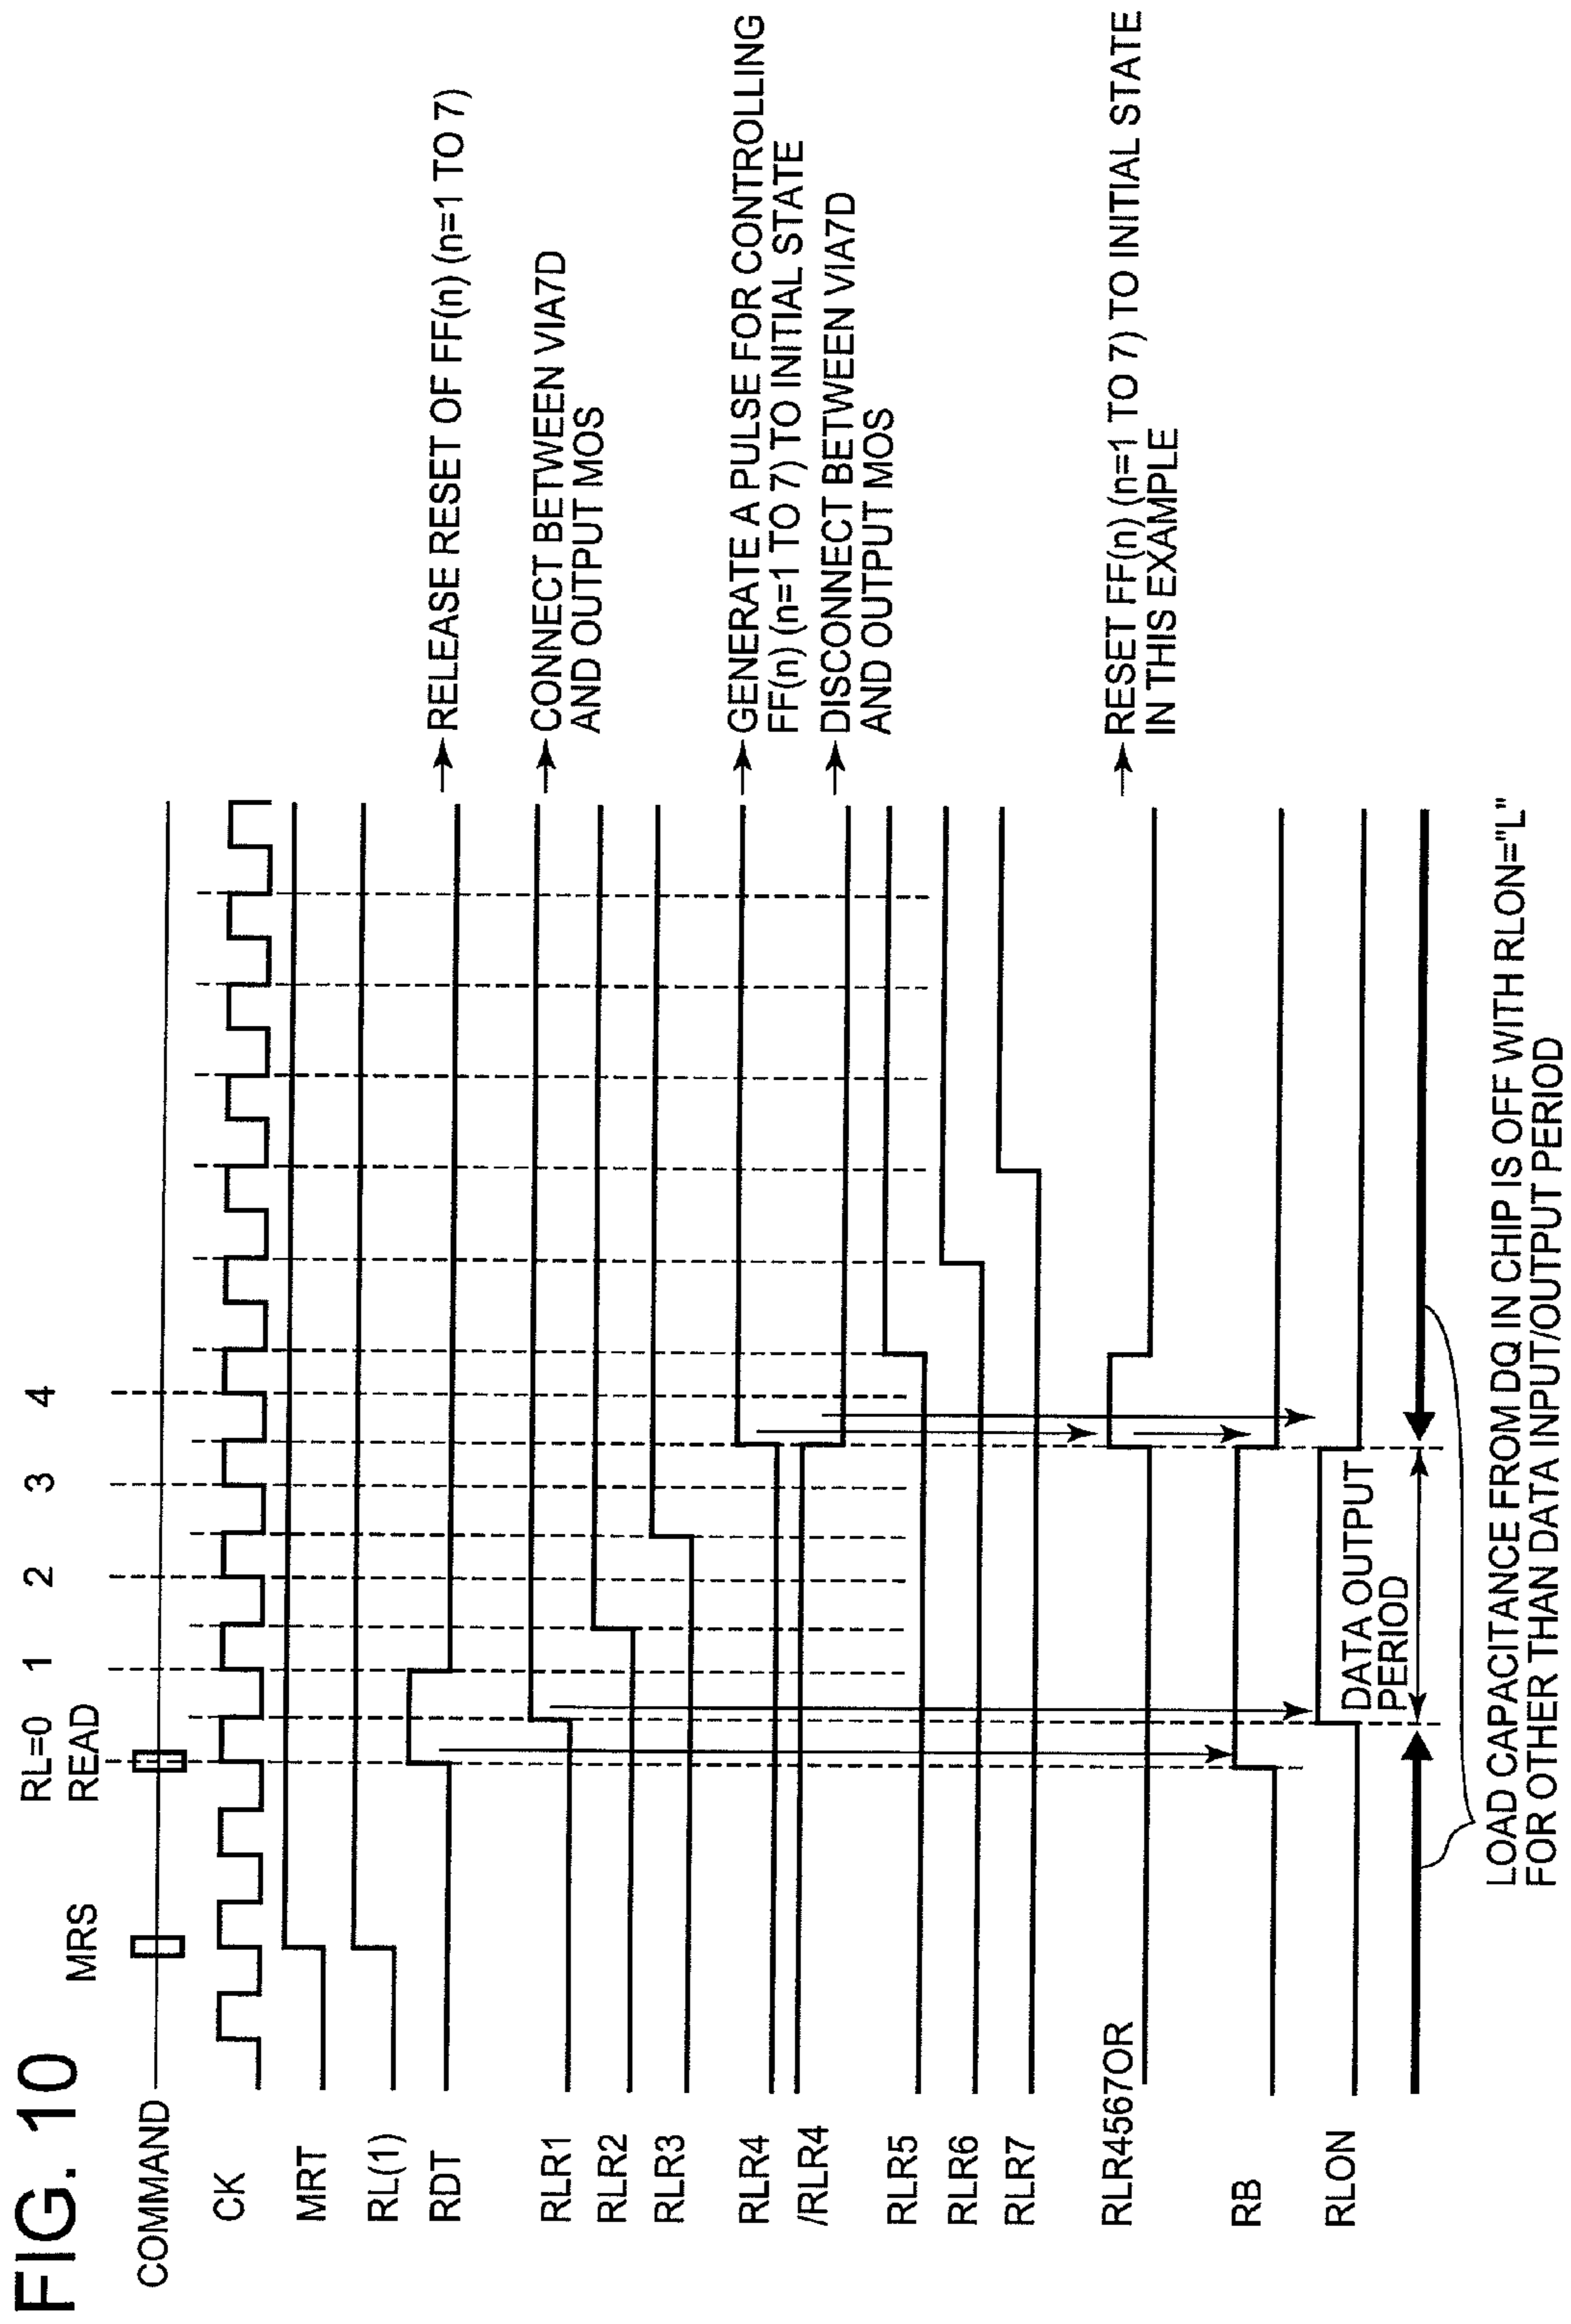 FIG. 10
RL=0 1 2 3 4
MRS READ
COMMAND
CK
MRT
RL(1)
RDT
RELEASE RESET OF FF(n) (n=1 TO 7)
RLR1
CONNECT BETWEEN VIA7D
AND OUTPUT MOS
RLR2
RLR3
RLR4
GENERATE A PULSE FOR CONTROLLING
FF(n) (n=1 TO 7) TO INITIAL STATE
/RLR4
DISCONNECT BETWEEN VIA7D
AND OUTPUT MOS
RLR5
RLR6
RLR7
RLR4567OR
RESET FF(n) (n=1 TO 7) TO INITIAL STATE
IN THIS EXAMPLE
RB
RLON
DATA OUTPUT
PERIOD
LOAD CAPACITANCE FROM DQ IN CHIP IS OFF WITH RLON="L"
FOR OTHER THAN DATA INPUT/OUTPUT PERIOD